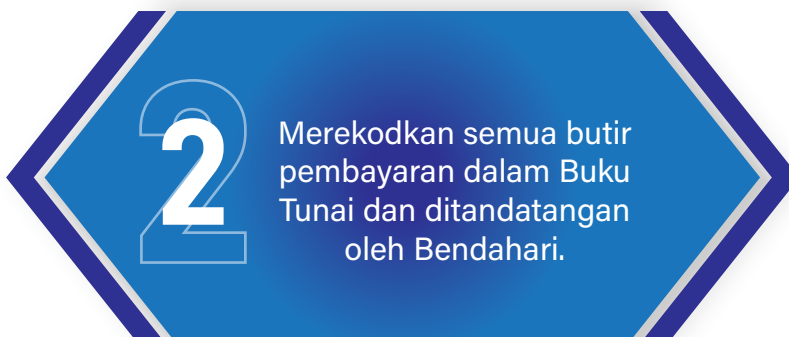 2
Merekodkan semua butir
pembayaran dalam Buku
Tunai dan ditandatangan
oleh Bendahari.